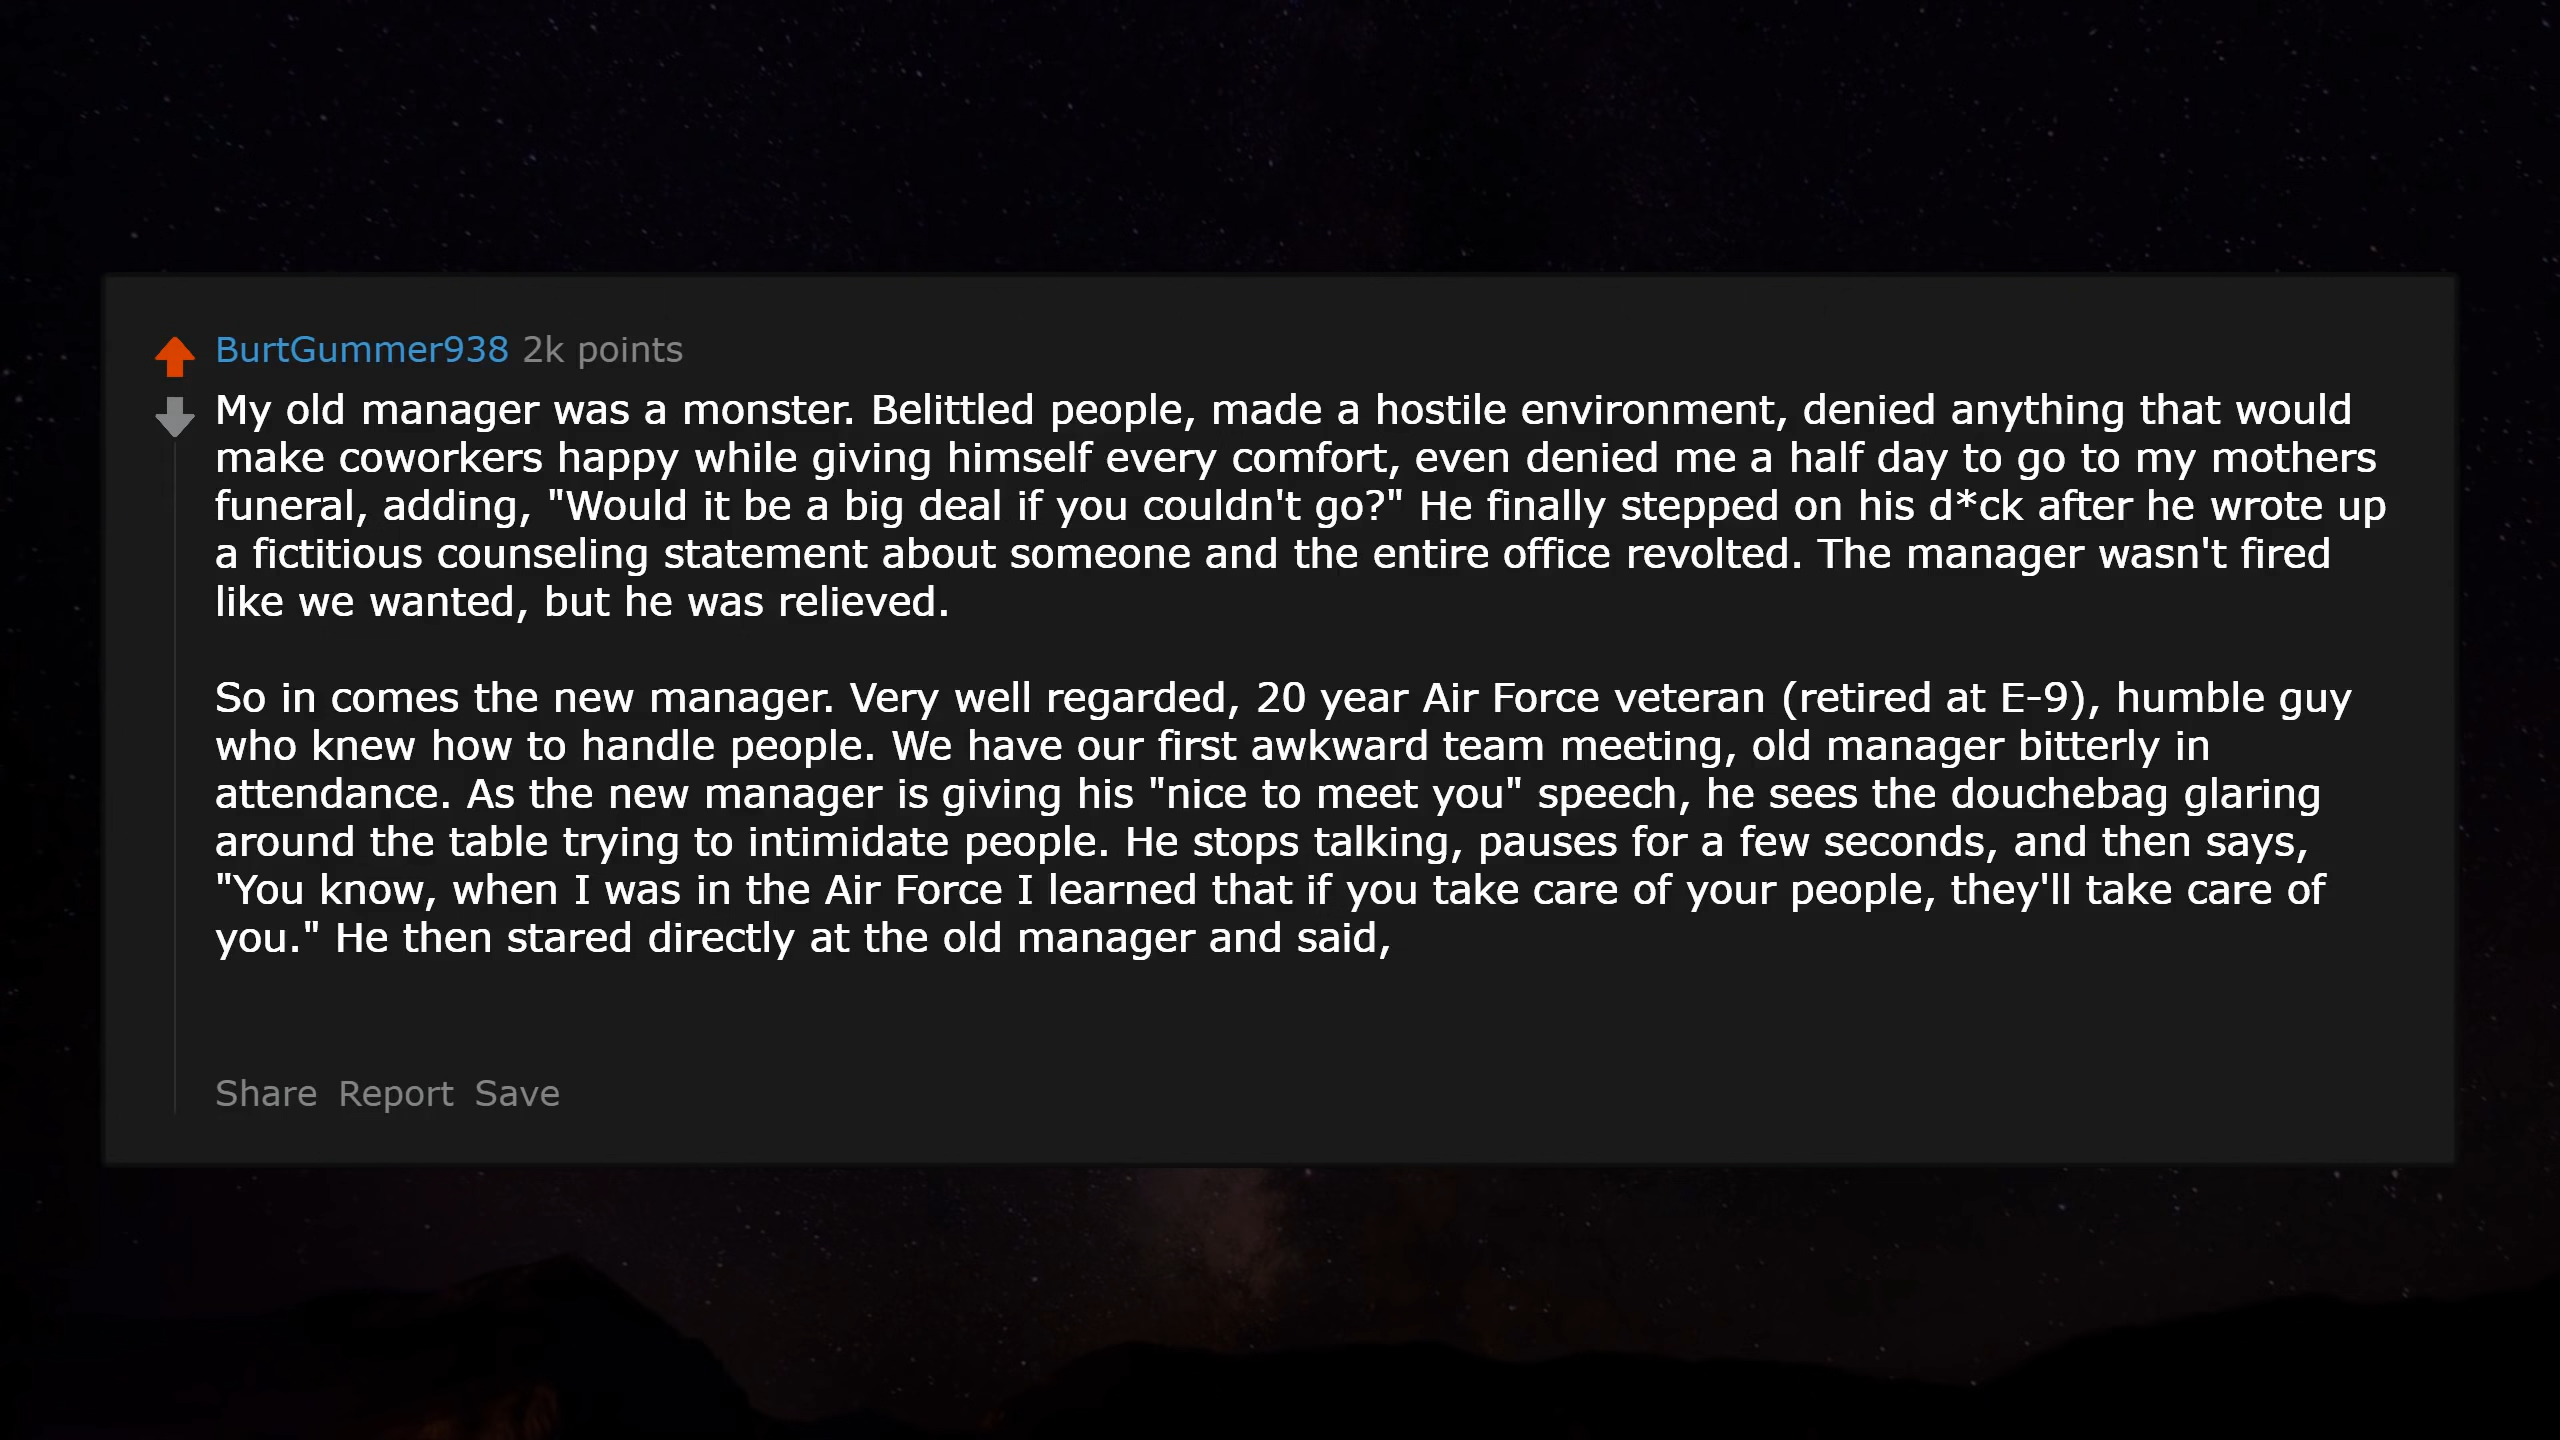 BurtGummer938 2k points
My old manager was a monster. Belittled people, made a hostile environment, denied anything that would
make coworkers happy while giving himself every comfort, even denied me a half day to go to my mothers
funeral, adding, "Would it be a big deal if you couldn't go?" He finally stepped on his d*ck after he wrote up
a fictitious counseling statement about someone and the entire office revolted. The manager wasn't fired
like we wanted, but he was relieved.
So in comes the new manager. Very well regarded, 20 year Air Force veteran (retired at E-9), humble guy
who knew how to handle people. We have our first awkward team meeting, old manager bitterly in
attendance. As the new manager is giving his "nice to meet you" speech, he sees the douchebag glaring
around the table trying to intimidate people. He stops talking, pauses for a few seconds, and then says,
"You know, when I was in the Air Force I learned that if you take care of your people, they'll take care of
you." He then stared directly at the old manager and said,
Share Report Save